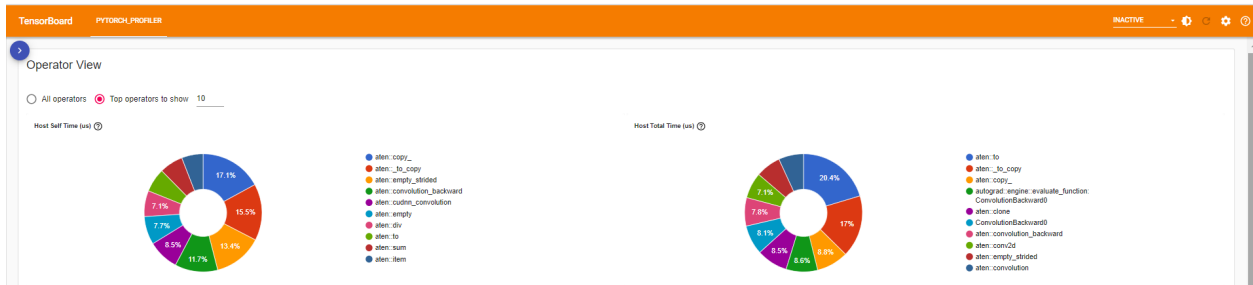 TensorBoard PYTORCH_PROFILER INACTIVE
Operator View
All operators Top operators to show 10
Host Self Time (us)
17.1%
15.5%
13.4%
11.7%
8.5%
7.7%
7.1%
aten::copy_
aten::_to_copy
aten::empty_strided
aten::convolution_backward
aten::cudnn_convolution
aten::empty
aten::div
aten::to
aten::sum
aten::item
Host Total Time (us)
20.4%
17%
8.8%
8.6%
8.5%
8.1%
7.8%
7.1%
aten::to
aten::_to_copy
aten::copy_
autograd::engine::evaluate_function:
ConvolutionBackward0
aten::clone
ConvolutionBackward0
aten::convolution_backward
aten::conv2d
aten::empty_strided
aten::convolution